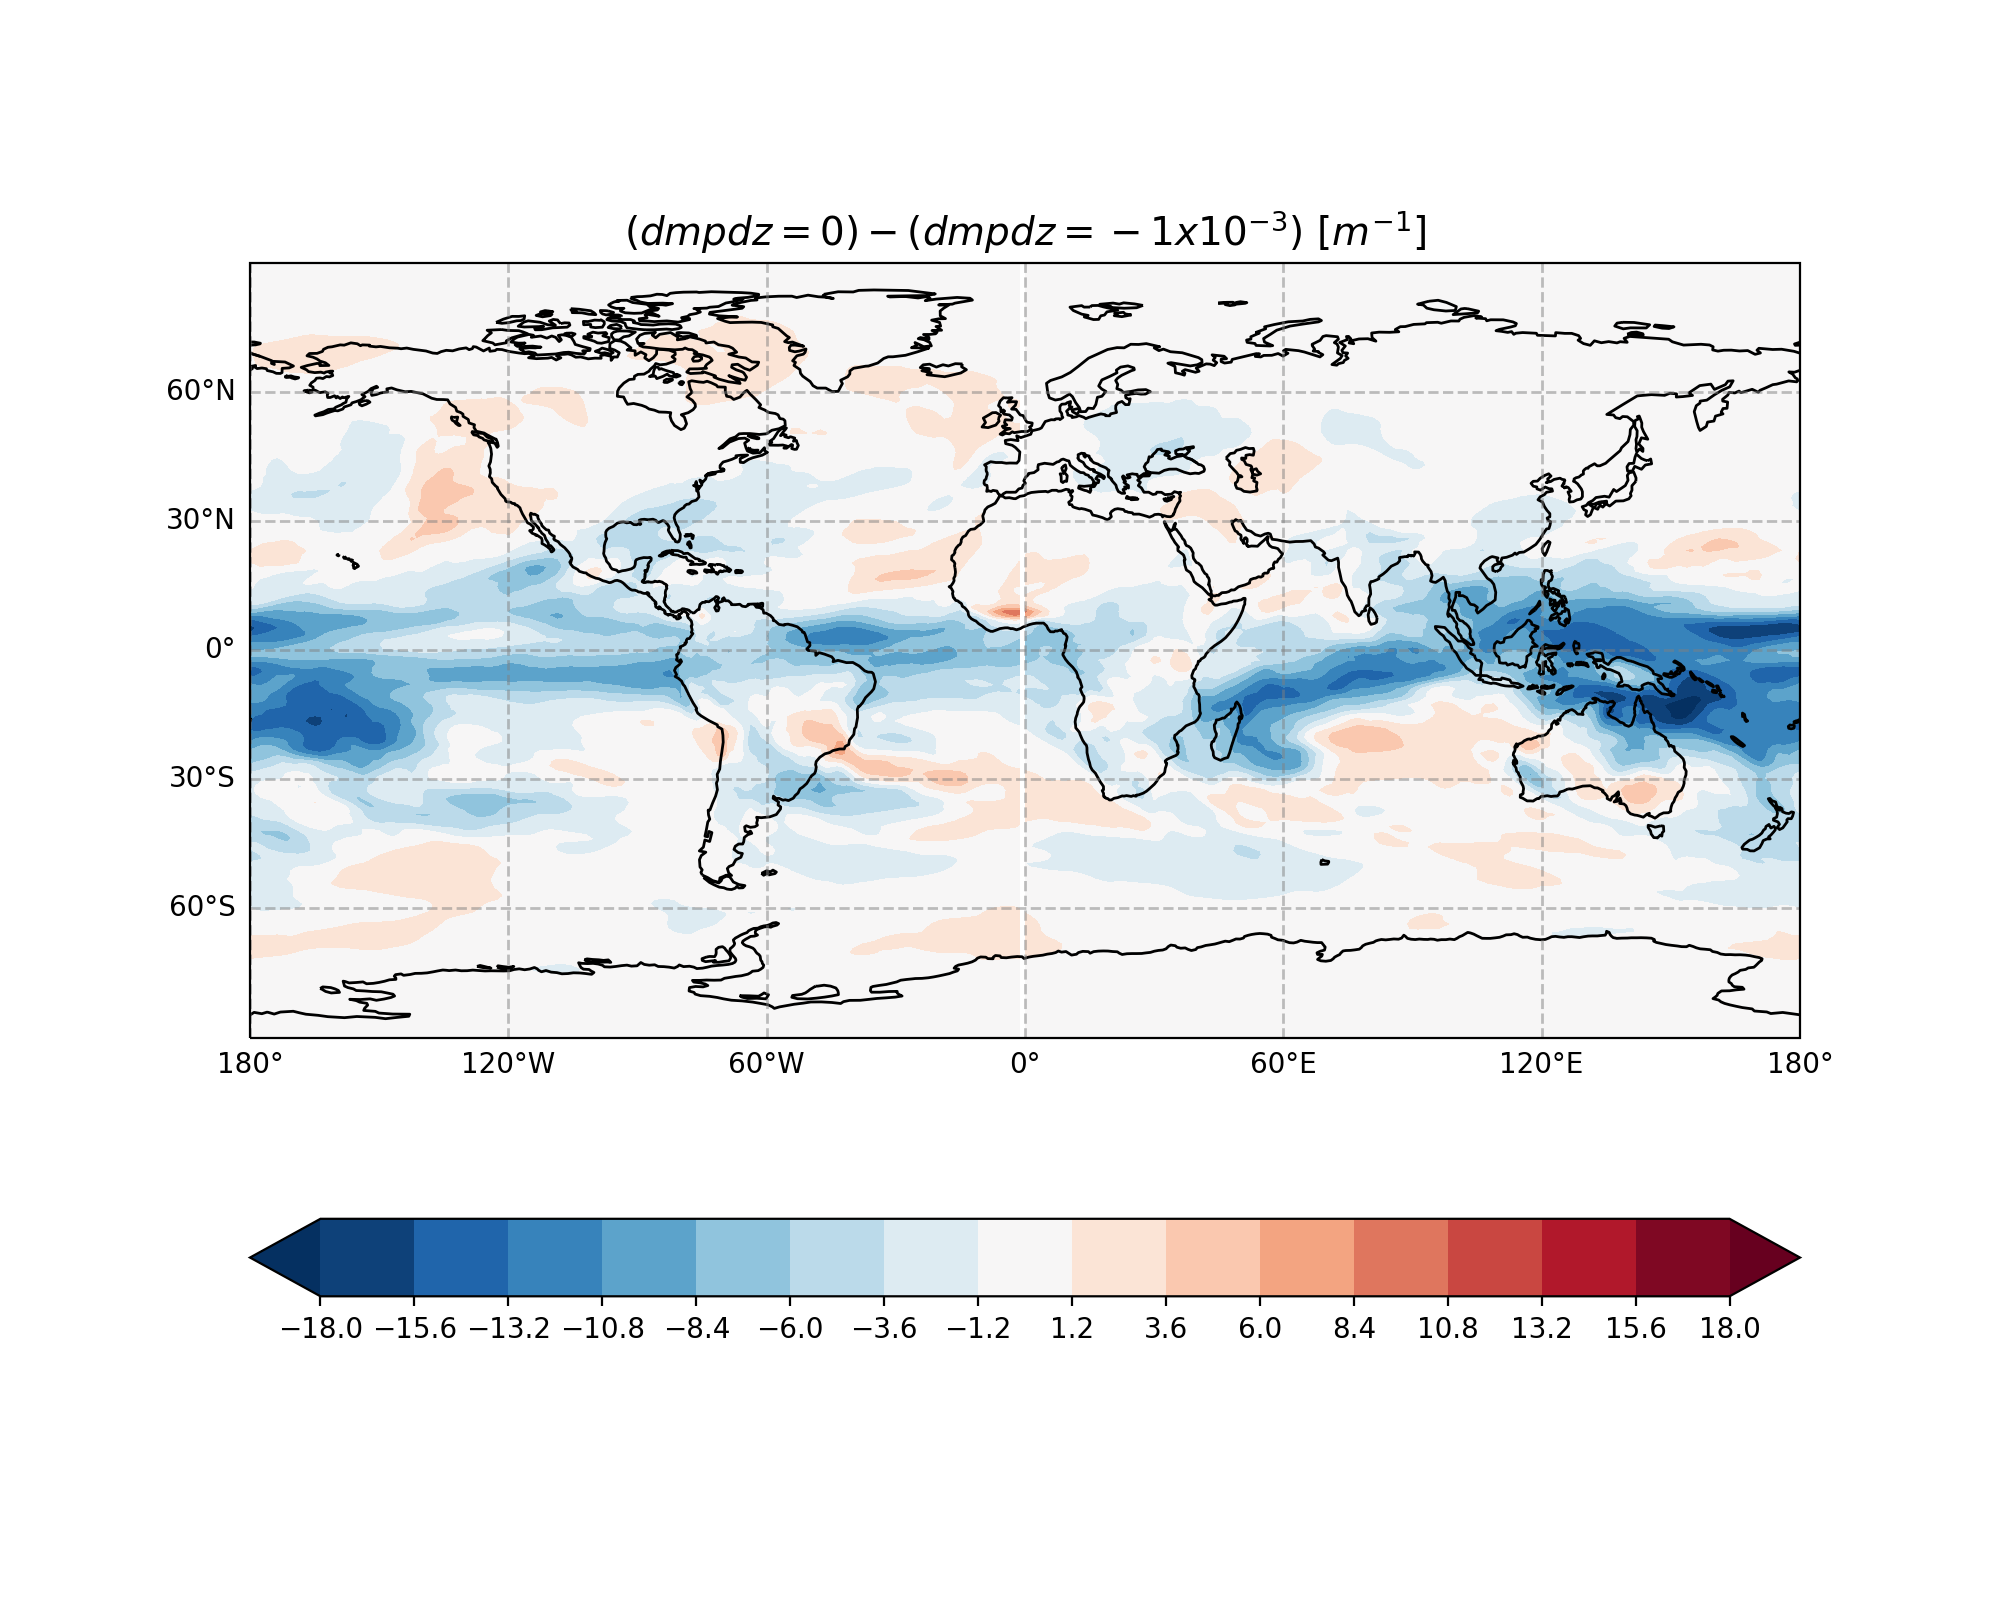 (dmpdz = 0) − (dmpdz = − 1x10⁻³) [m⁻¹]
60°N
30°N
0°
30°S
60°S
180° 120°W 60°W 0° 60°E 120°E 180°
−18.0 −15.6 −13.2 −10.8 −8.4 −6.0 −3.6 −1.2 1.2 3.6 6.0 8.4 10.8 13.2 15.6 18.0